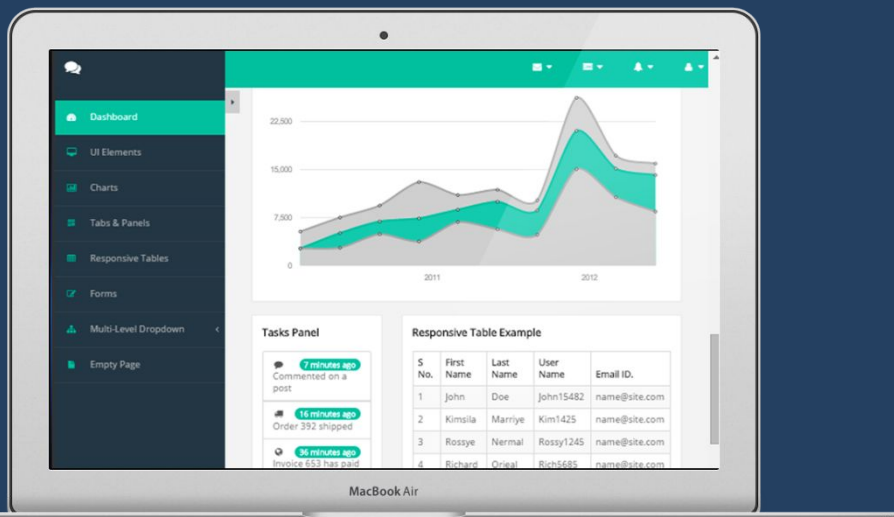 Dashboard
UI Elements
Charts
Tabs & Panels
Responsive Tables
Forms
Multi-Level Dropdown
Empty Page
22,500
15,000
7,500
0
2011
2012
Tasks Panel
7 minutes ago
Commented on a
post
16 minutes ago
Order 392 shipped
36 minutes ago
Invoice 653 has paid
Responsive Table Example
S No. First Name Last Name User Name Email ID.
1 John Doe John15482 name@site.com
2 Kimsila Marriye Kim1425 name@site.com
3 Rossye Nermal Rossy1245 name@site.com
4 Richard Orieal Rich5685 name@site.com
MacBook Air